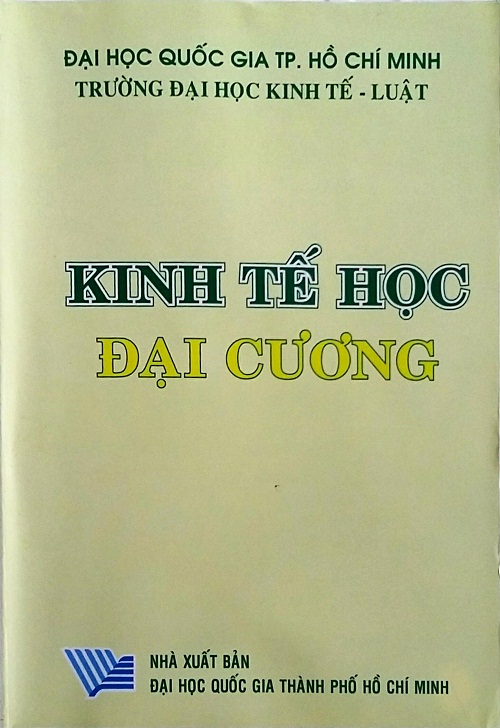 ĐẠI HỌC QUỐC GIA TP. HỒ CHÍ MINH
TRƯỜNG ĐẠI HỌC KINH TẾ - LUẬT
KINH TẾ HỌC
ĐẠI CƯƠNG
NHÀ XUẤT BẢN
ĐẠI HỌC QUỐC GIA THÀNH PHỐ HỒ CHÍ MINH